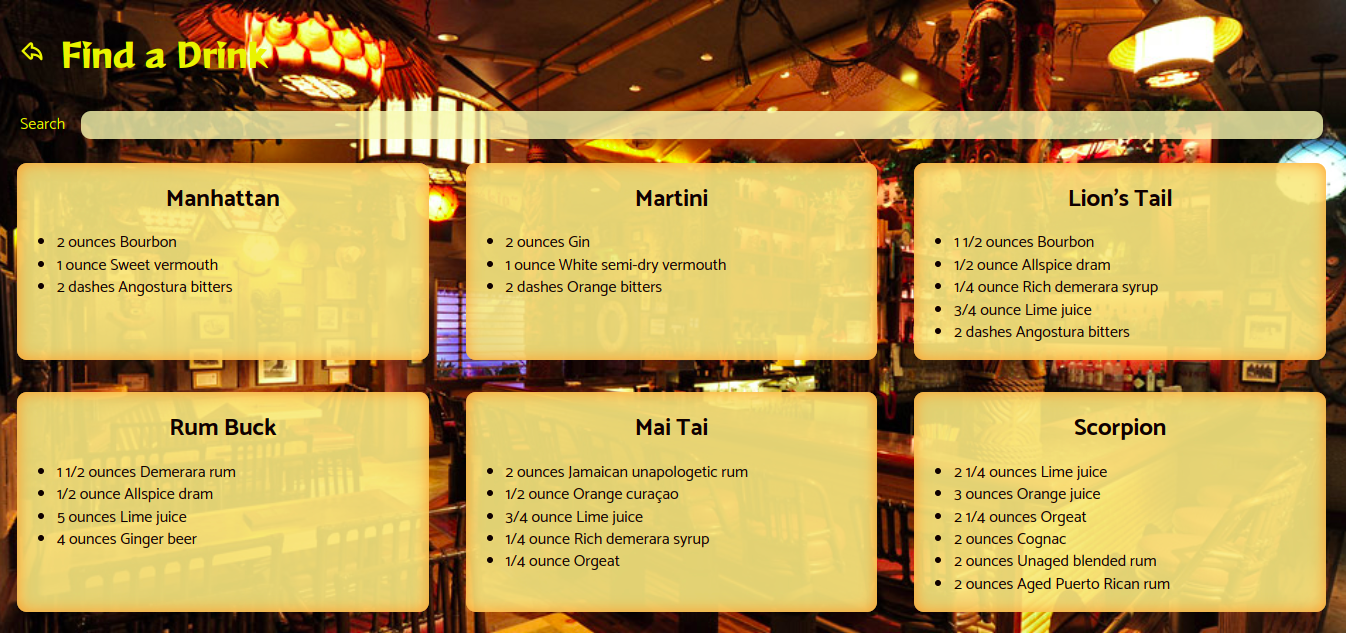 Find a Drink
Search
Manhattan
2 ounces Bourbon
1 ounce Sweet vermouth
2 dashes Angostura bitters
Martini
2 ounces Gin
1 ounce White semi-dry vermouth
2 dashes Orange bitters
Lion's Tail
1 1/2 ounces Bourbon
1/2 ounce Allspice dram
1/4 ounce Rich demerara syrup
3/4 ounce Lime juice
2 dashes Angostura bitters
Rum Buck
1 1/2 ounces Demerara rum
1/2 ounce Allspice dram
5 ounces Lime juice
4 ounces Ginger beer
Mai Tai
2 ounces Jamaican unapologetic rum
1/2 ounce Orange curaçao
3/4 ounce Lime juice
1/4 ounce Rich demerara syrup
1/4 ounce Orgeat
Scorpion
2 1/4 ounces Lime juice
3 ounces Orange juice
2 1/4 ounces Orgeat
2 ounces Cognac
2 ounces Unaged blended rum
2 ounces Aged Puerto Rican rum